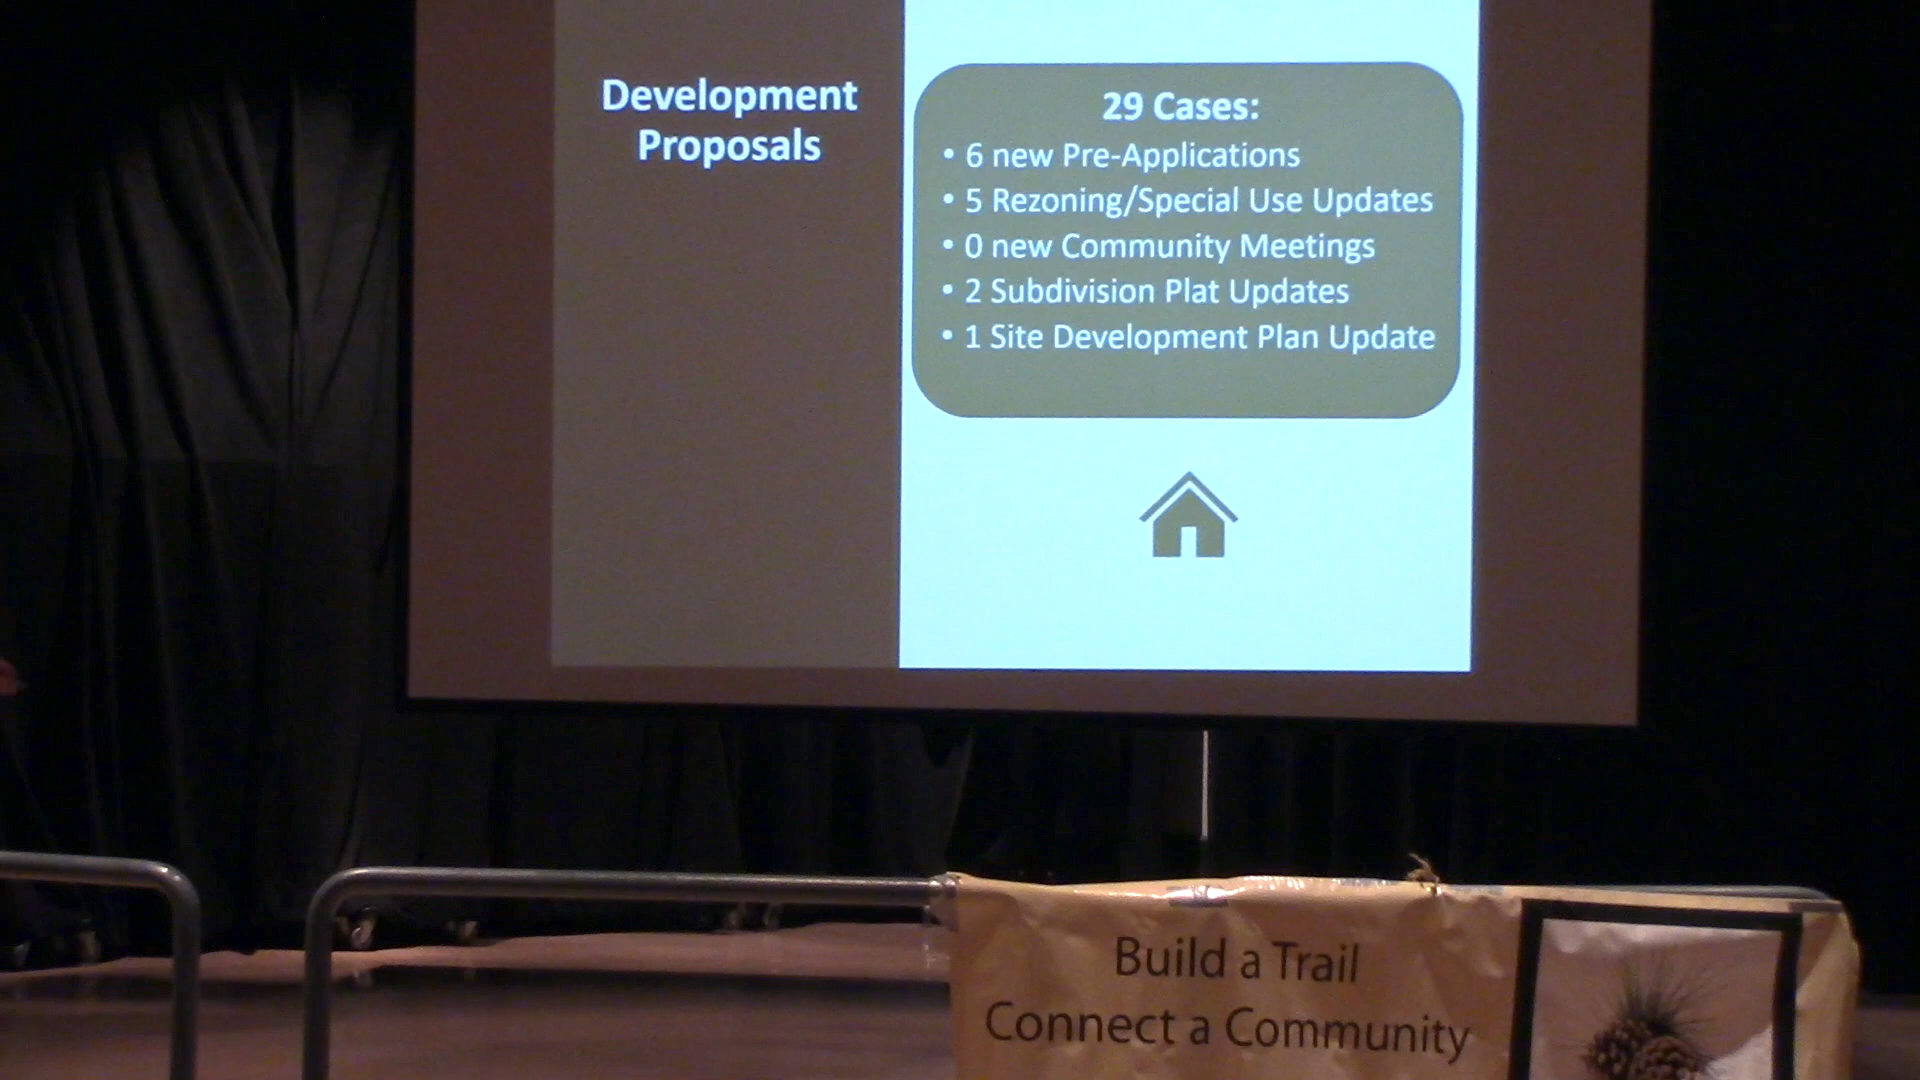 Development
Proposals
29 Cases:
• 6 new Pre-Applications
• 5 Rezoning/Special Use Updates
• 0 new Community Meetings
• 2 Subdivision Plat Updates
• 1 Site Development Plan Update
Build a Trail
Connect a Community